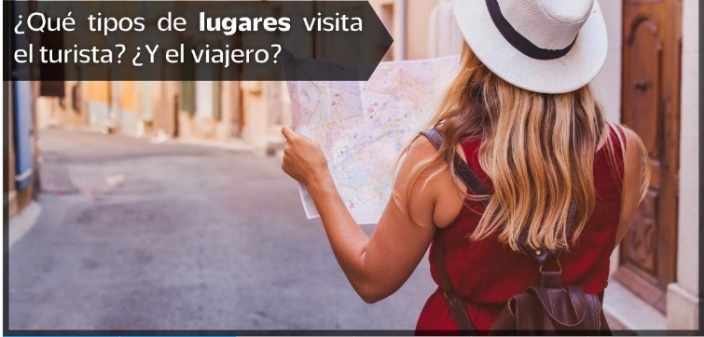 ¿Qué tipos de lugares visita
el turista? ¿Y el viajero?